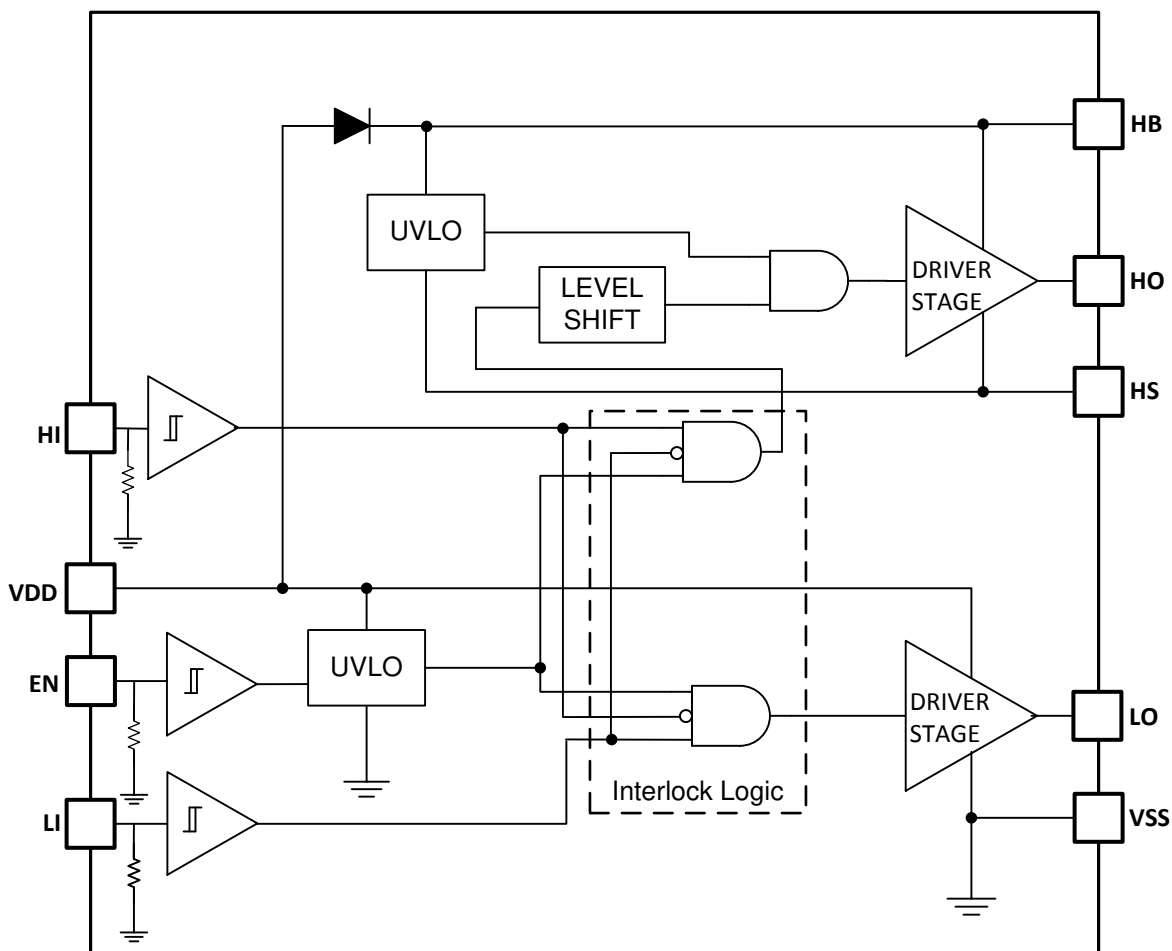 HB
UVLO
DRIVER
STAGE
HO
LEVEL
SHIFT
HS
HI
VDD
EN
UVLO
DRIVER
STAGE
LO
Interlock Logic
LI
VSS